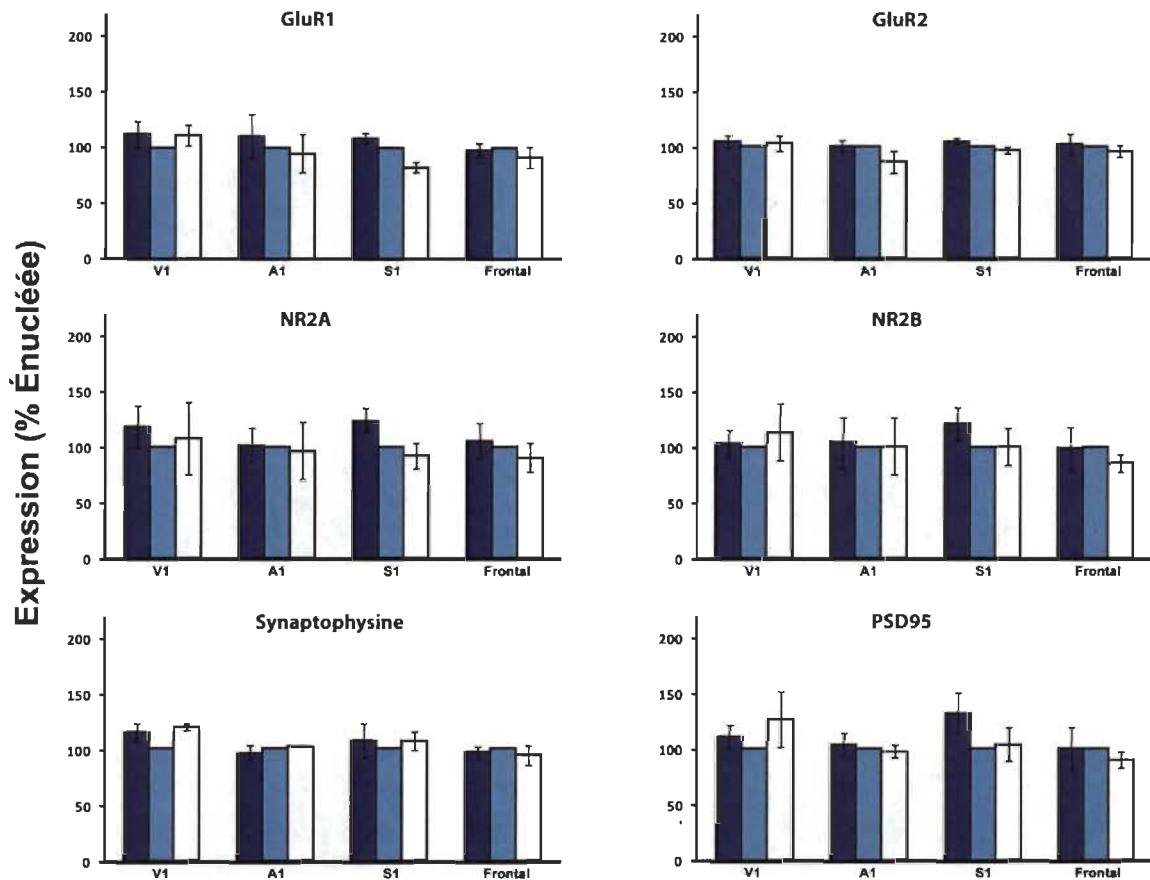 Expression (% Énucléée)
GluR1
200
150
100
50
0
V1 A1 S1 Frontal
GluR2
200
150
100
50
0
V1 A1 S1 Frontal
NR2A
200
150
100
50
0
V1 A1 S1 Frontal
NR2B
200
150
100
50
0
V1 A1 S1 Frontal
Synaptophysine
200
150
100
50
0
V1 A1 S1 Frontal
PSD95
200
150
100
50
0
V1 A1 S1 Frontal